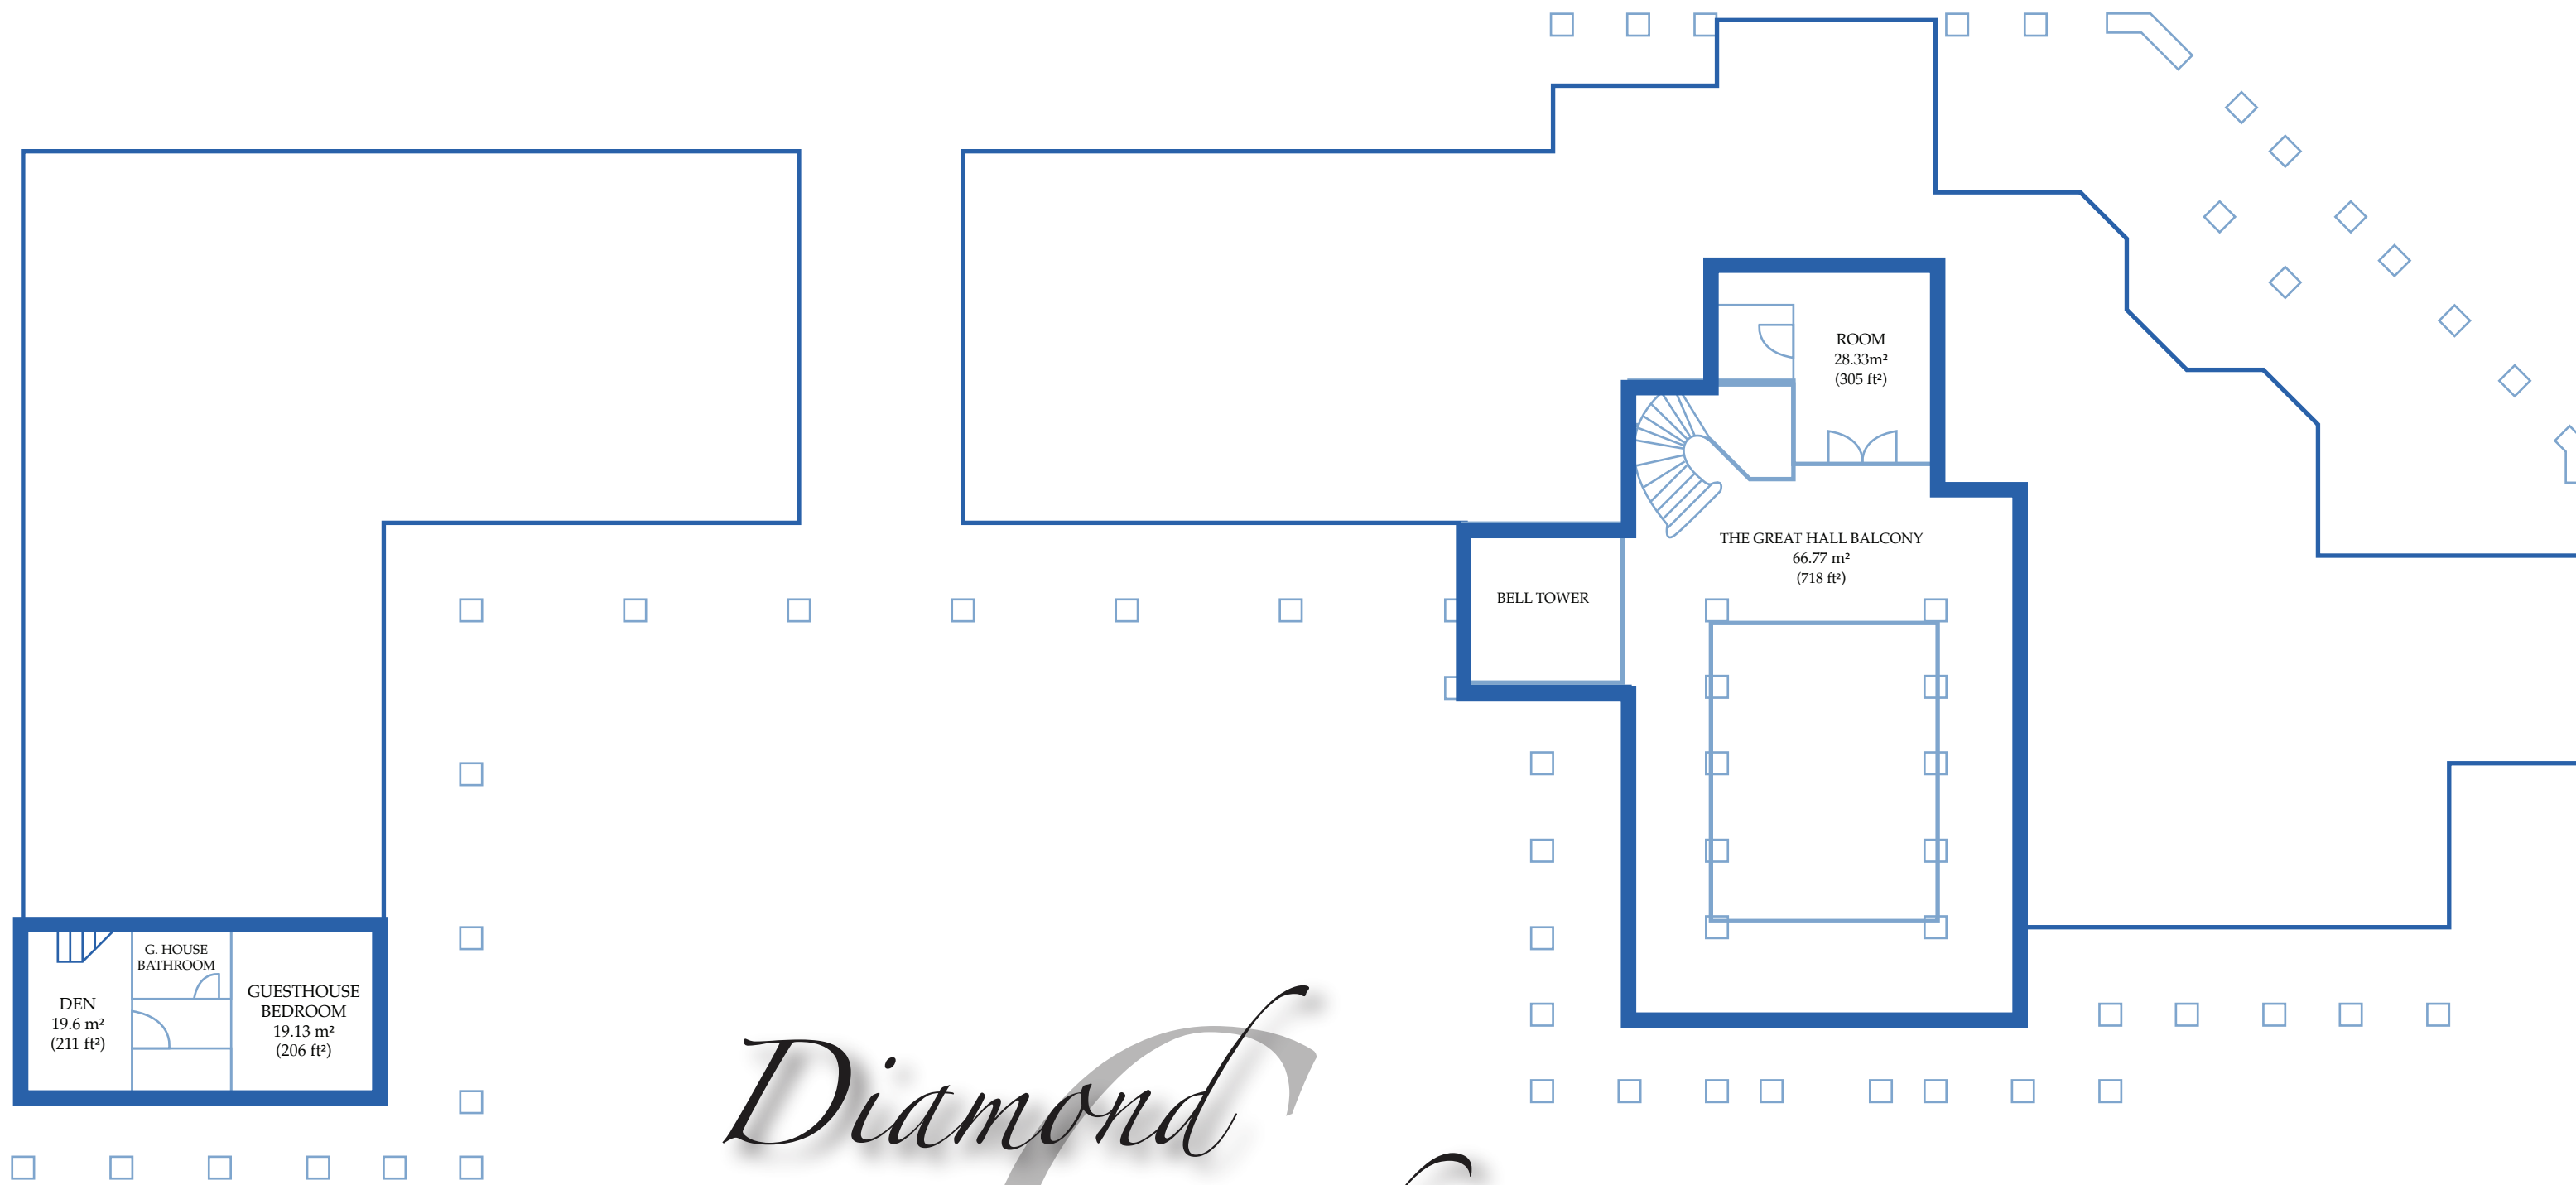 ROOM
28.33m²
(305 ft²)
THE GREAT HALL BALCONY
66.77 m²
(718 ft²)
BELL TOWER
G. HOUSE
BATHROOM
DEN
19.6 m²
(211 ft²)
GUESTHOUSE
BEDROOM
19.13 m²
(206 ft²)
Diamond